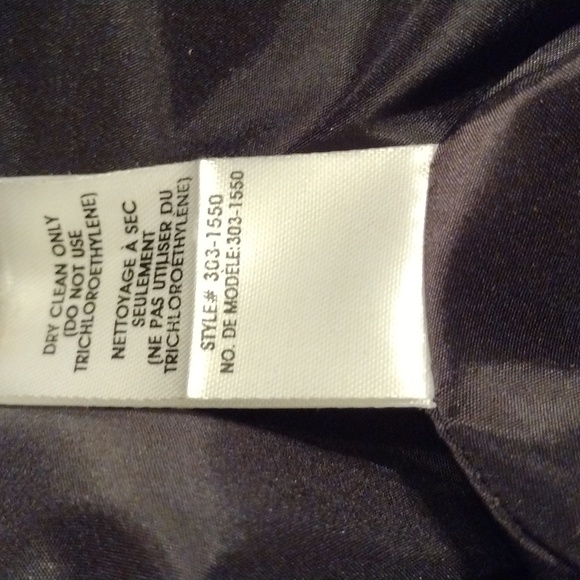 DRY CLEAN ONLY
(DO NOT USE
TRICHLOROETHYLENE)
NETTOYAGE À SEC
SEULEMENT
(NE PAS UTILISER DU
TRICHLOROETHYLENE)
STYLE# 303-1550
NO. DE MODÈLE:303-1550